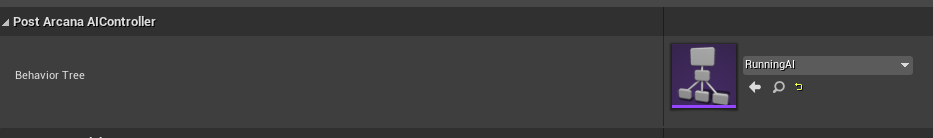 Post Arcana AIController
Behavior Tree
RunningAI